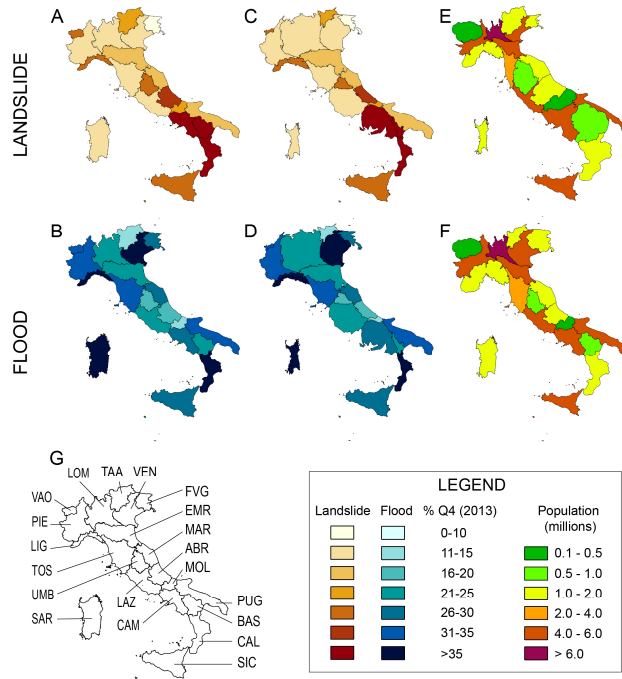 A
C
E
LANDSLIDE
B
D
F
FLOOD
G
LOM
TAA
VEN
VAO
FVG
PIE
EMR
LIG
MAR
TOS
ABR
UMB
MOL
LAZ
SAR
CAM
PUG
BAS
CAL
SIC
LEGEND
Landslide Flood % Q4 (2013) Population
(millions)
0-10
11-15 0.1 - 0.5
16-20 0.5 - 1.0
21-25 1.0 - 2.0
26-30 2.0 - 4.0
31-35 4.0 - 6.0
>35 > 6.0